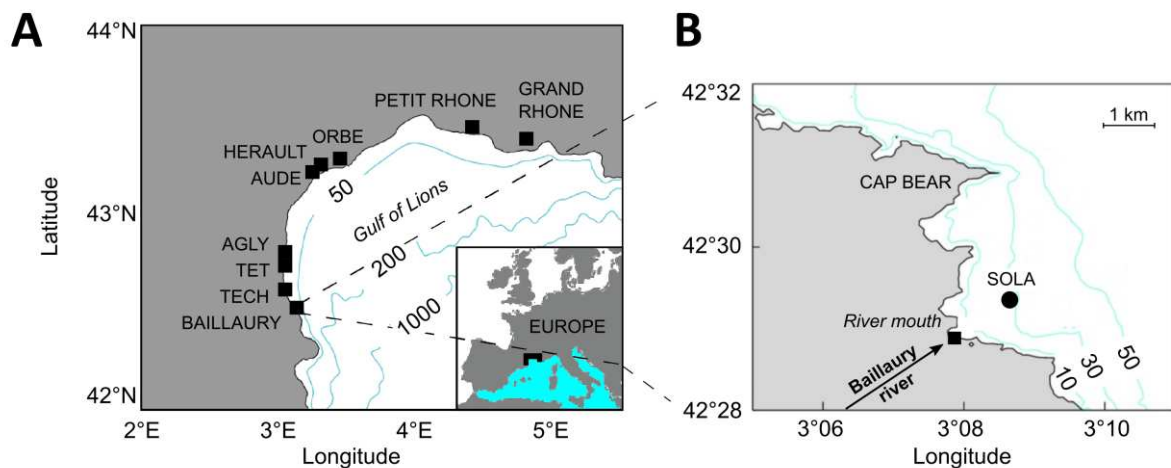 A
44°N
43°N
42°N
Latitude
2°E
3°E
4°E
5°E
Longitude
PETIT RHONE
GRAND
RHONE
ORBE
HERAULT
AUDE
50
Gulf of Lions
200
1000
AGLY
TET
TECH
BAILLAURY
EUROPE
B
42°32
42°30
42°28
3°06
3°08
3°10
Longitude
1 km
CAP BEAR
SOLA
River mouth
Baillaury
river
10
30
50